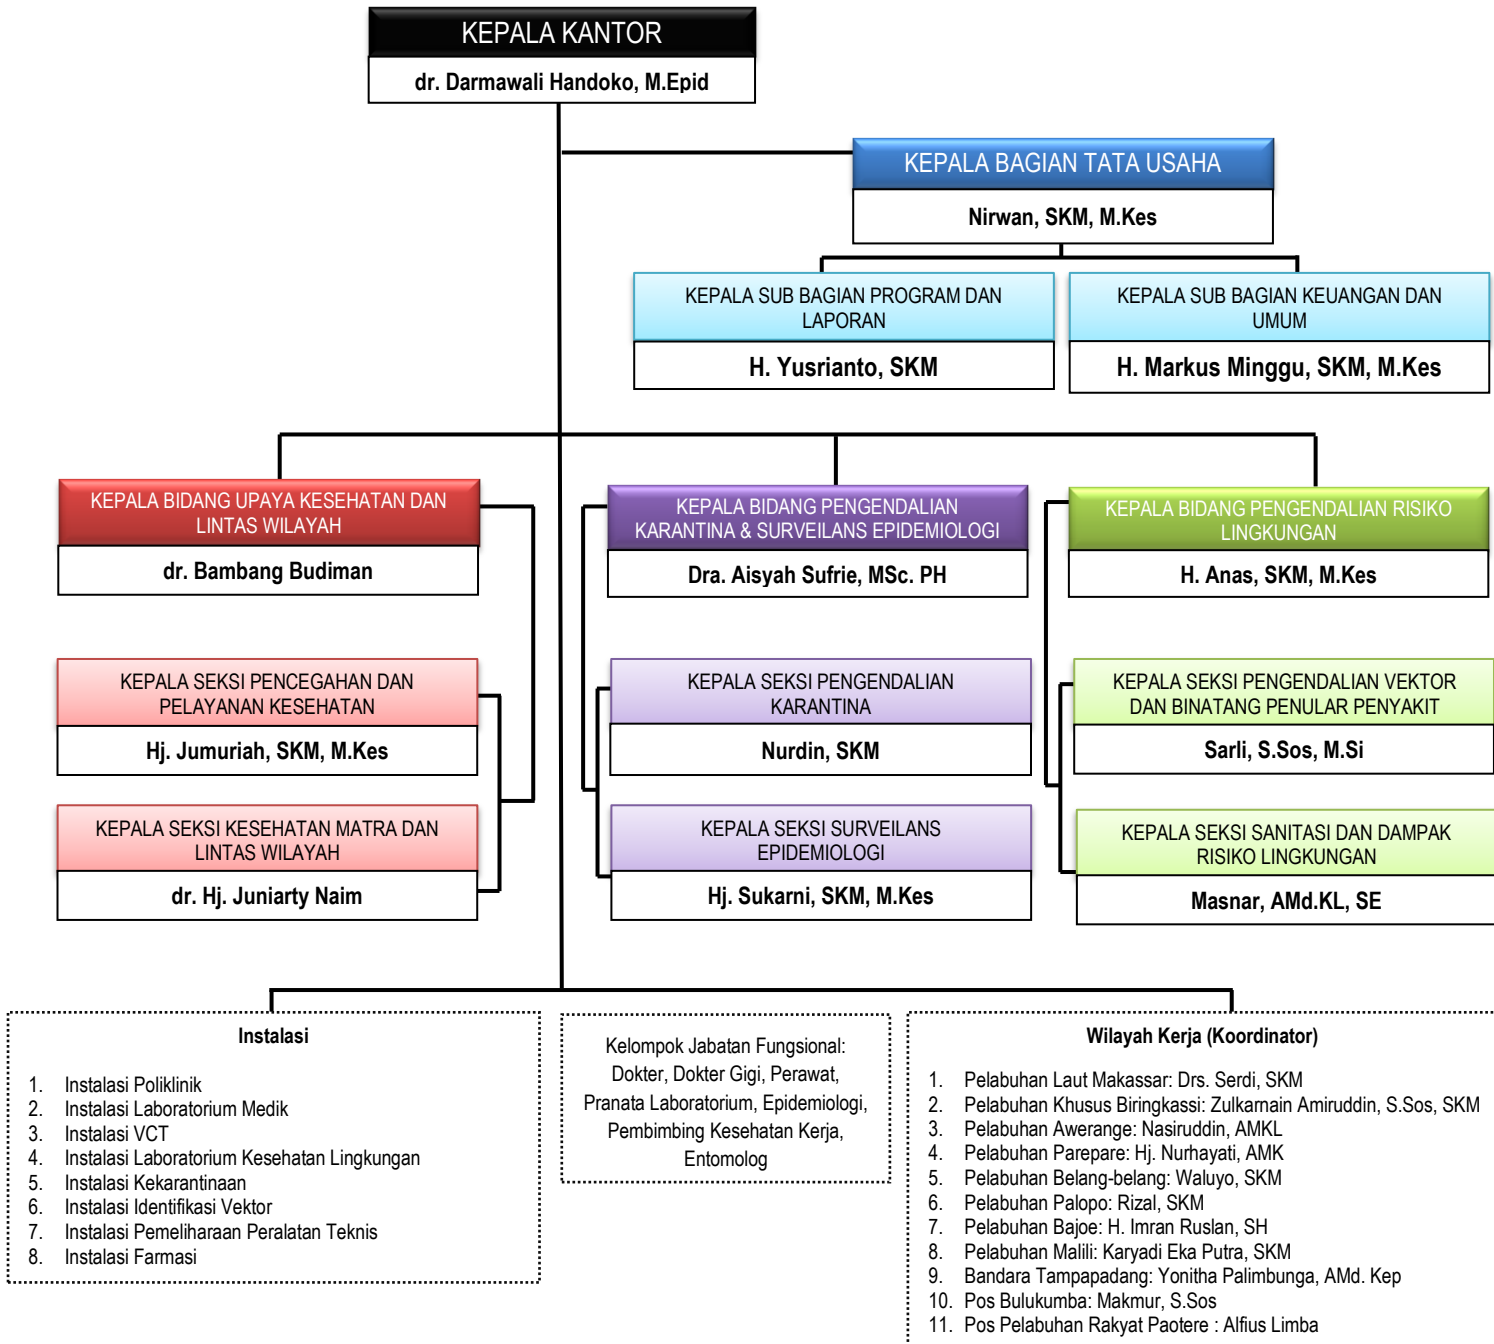 KEPALA KANTOR
dr. Darmawali Handoko, M.Epid
KEPALA BAGIAN TATA USAHA
Nirwan, SKM, M.Kes
KEPALA SUB BAGIAN PROGRAM DAN
LAPORAN
H. Yusrianto, SKM
KEPALA SUB BAGIAN KEUANGAN DAN
UMUM
H. Markus Minggu, SKM, M.Kes
KEPALA BIDANG UPAYA KESEHATAN DAN
LINTAS WILAYAH
dr. Bambang Budiman
KEPALA BIDANG PENGENDALIAN
KARANTINA & SURVEILANS EPIDEMIOLOGI
Dra. Aisyah Sufrie, MSc. PH
KEPALA BIDANG PENGENDALIAN RISIKO
LINGKUNGAN
H. Anas, SKM, M.Kes
KEPALA SEKSI PENCEGAHAN DAN
PELAYANAN KESEHATAN
Hj. Jumuriah, SKM, M.Kes
KEPALA SEKSI PENGENDALIAN
KARANTINA
Nurdin, SKM
KEPALA SEKSI PENGENDALIAN VEKTOR
DAN BINATANG PENULAR PENYAKIT
Sarli, S.Sos, M.Si
KEPALA SEKSI KESEHATAN MATRA DAN
LINTAS WILAYAH
dr. Hj. Juniarty Naim
KEPALA SEKSI SURVEILANS
EPIDEMIOLOGI
Hj. Sukarni, SKM, M.Kes
KEPALA SEKSI SANITASI DAN DAMPAK
RISIKO LINGKUNGAN
Masnar, AMd.KL, SE
Instalasi
1. Instalasi Poliklinik
2. Instalasi Laboratorium Medik
3. Instalasi VCT
4. Instalasi Laboratorium Kesehatan Lingkungan
5. Instalasi Kekarantinaan
6. Instalasi Identifikasi Vektor
7. Instalasi Pemeliharaan Peralatan Teknis
8. Instalasi Farmasi
Kelompok Jabatan Fungsional:
Dokter, Dokter Gigi, Perawat,
Pranata Laboratorium, Epidemiologi,
Pembimbing Kesehatan Kerja,
Entomolog
Wilayah Kerja (Koordinator)
1. Pelabuhan Laut Makassar: Drs. Serdi, SKM
2. Pelabuhan Khusus Biringkassi: Zulkarnain Amiruddin, S.Sos, SKM
3. Pelabuhan Awerange: Nasiruddin, AMKL
4. Pelabuhan Parepare: Hj. Nurhayati, AMK
5. Pelabuhan Belang-belang: Waluyo, SKM
6. Pelabuhan Palopo: Rizal, SKM
7. Pelabuhan Bajoe: H. Imran Ruslan, SH
8. Pelabuhan Malili: Karyadi Eka Putra, SKM
9. Bandara Tampapadang: Yonitha Palimbunga, AMd. Kep
10. Pos Bulukumba: Makmur, S.Sos
11. Pos Pelabuhan Rakyat Paotere : Alfius Limba